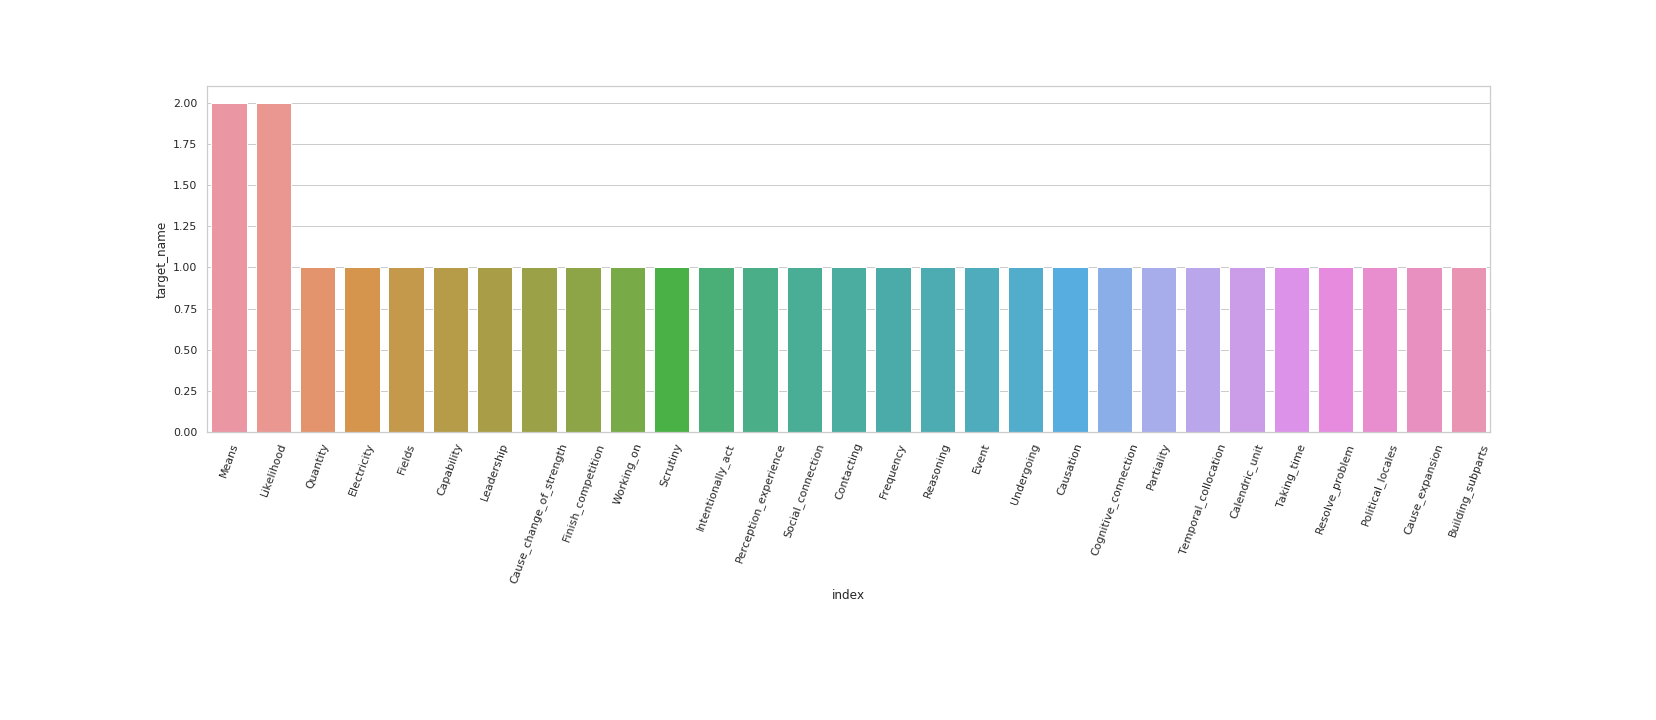 2.00
1.75
1.50
1.25
1.00
0.75
0.50
0.25
0.00
target_name
Means
Likelihood
Quantity
Electricity
Fields
Capability
Leadership
Cause_change_of_strength
Finish_competition
Working_on
Scrutiny
Intentionally_act
Perception_experience
Social_connection
Contacting
Frequency
Reasoning
Event
Undergoing
Causation
Cognitive_connection
Partiality
Temporal_collocation
Calendric_unit
Taking_time
Resolve_problem
Political_locales
Cause_expansion
Building_subparts
index